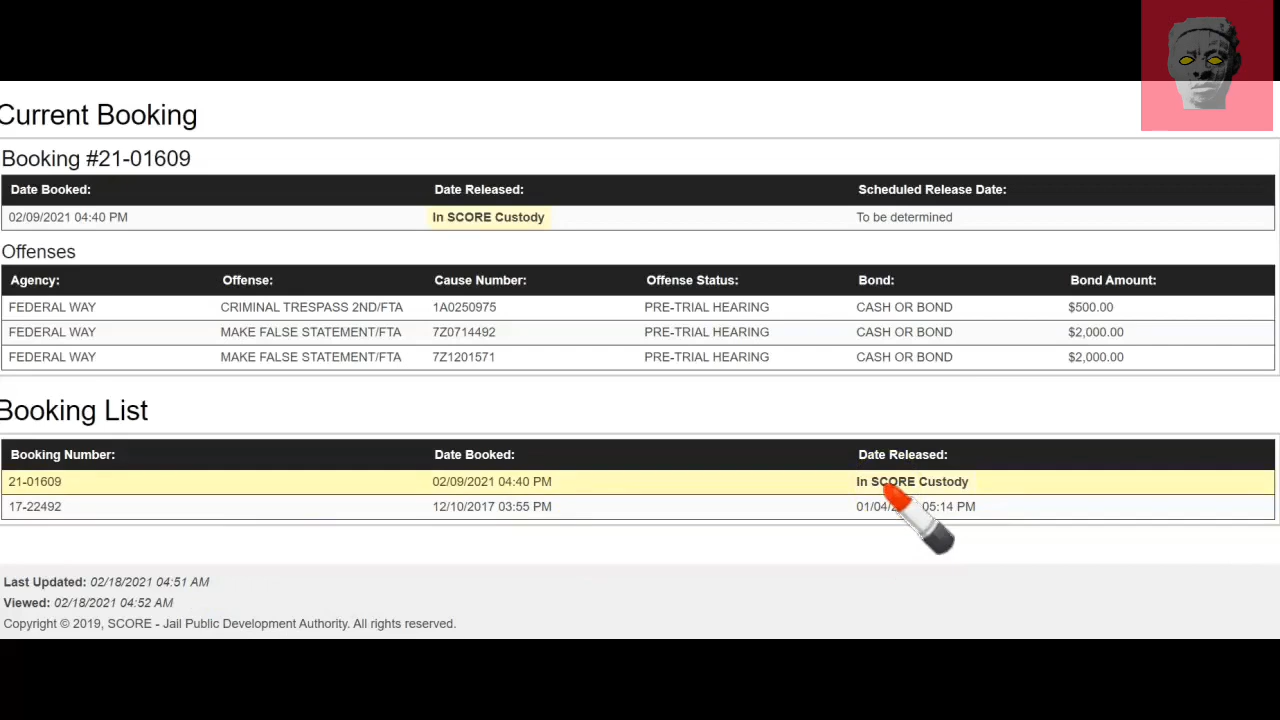 Current Booking
Booking #21-01609
Date Booked: Date Released: Scheduled Release Date:
02/09/2021 04:40 PM In SCORE Custody To be determined
Offenses
Agency: Offense: Cause Number: Offense Status: Bond: Bond Amount:
FEDERAL WAY CRIMINAL TRESPASS 2ND/FTA 1A0250975 PRE-TRIAL HEARING CASH OR BOND $500.00
FEDERAL WAY MAKE FALSE STATEMENT/FTA 7Z0714492 PRE-TRIAL HEARING CASH OR BOND $2,000.00
FEDERAL WAY MAKE FALSE STATEMENT/FTA 7Z1201571 PRE-TRIAL HEARING CASH OR BOND $2,000.00
Booking List
Booking Number: Date Booked: Date Released:
21-01609 02/09/2021 04:40 PM In SCORE Custody
17-22492 12/10/2017 03:55 PM 05:14 PM
Last Updated: 02/18/2021 04:51 AM
Viewed: 02/18/2021 04:52 AM
Copyright © 2019, SCORE - Jail Public Development Authority. All rights reserved.